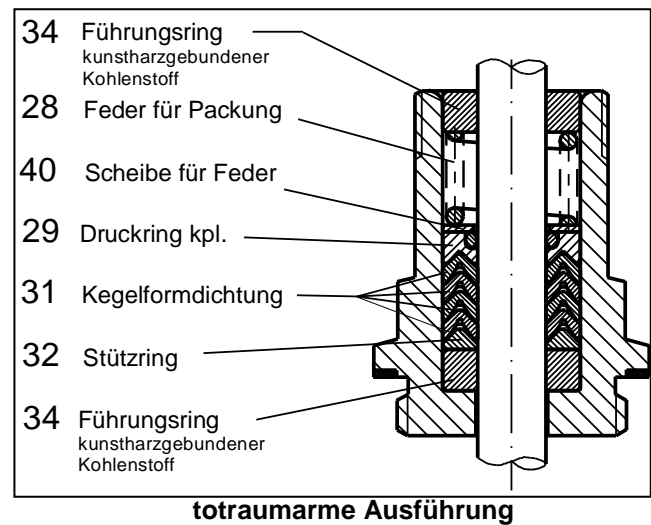 34 Führungsring
kunstharzgebundener
Kohlenstoff
28 Feder für Packung
40 Scheibe für Feder
29 Druckring kpl.
31 Kegelformdichtung
32 Stützring
34 Führungsring
kunstharzgebundener
Kohlenstoff
totraumarme Ausführung